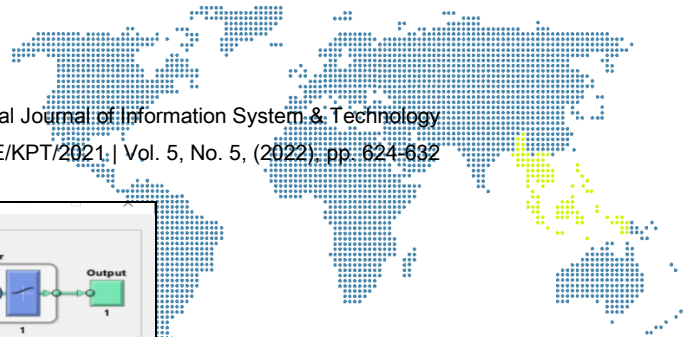 al Journal of Information System & Technology
E/KPT/2021 | Vol. 5, No. 5, (2022), pp. 624-632
r
Output
1
1